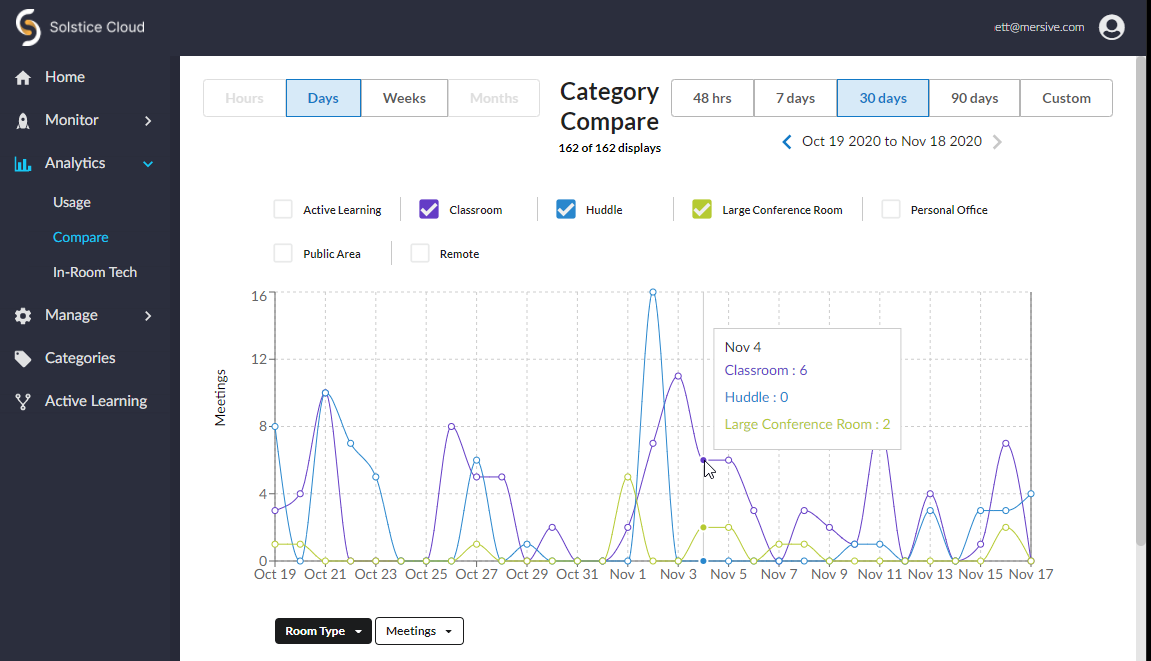 Solstice Cloud
ett@mersive.com
Home
Monitor
Analytics
Usage
Compare
In-Room Tech
Manage
Categories
Active Learning
Hours Days Weeks Months
Category
Compare
162 of 162 displays
48 hrs 7 days 30 days 90 days Custom
Oct 19 2020 to Nov 18 2020
Active Learning Classroom Huddle Large Conference Room Personal Office
Public Area Remote
Meetings
16
12
8
4
0
Nov 4
Classroom : 6
Huddle : 0
Large Conference Room : 2
Oct 19 Oct 21 Oct 23 Oct 25 Oct 27 Oct 29 Oct 31 Nov 1 Nov 3 Nov 5 Nov 7 Nov 9 Nov 11 Nov 13 Nov 15 Nov 17
Room Type Meetings